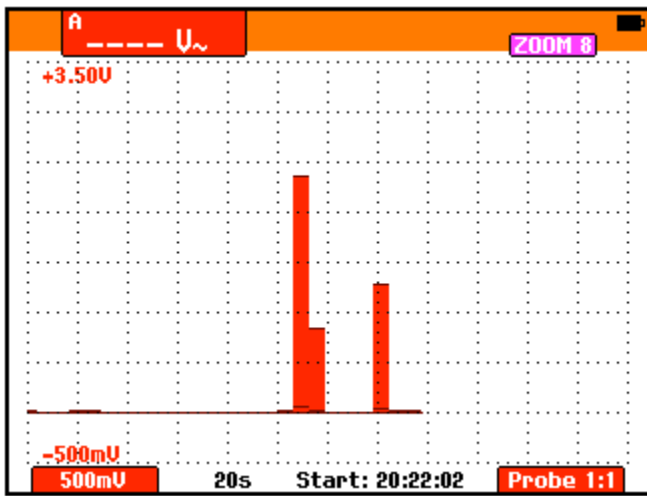 A
---- V~
ZOOM 8
+3.50V
-500mV
500mV 20s Start: 20:22:02 Probe 1:1